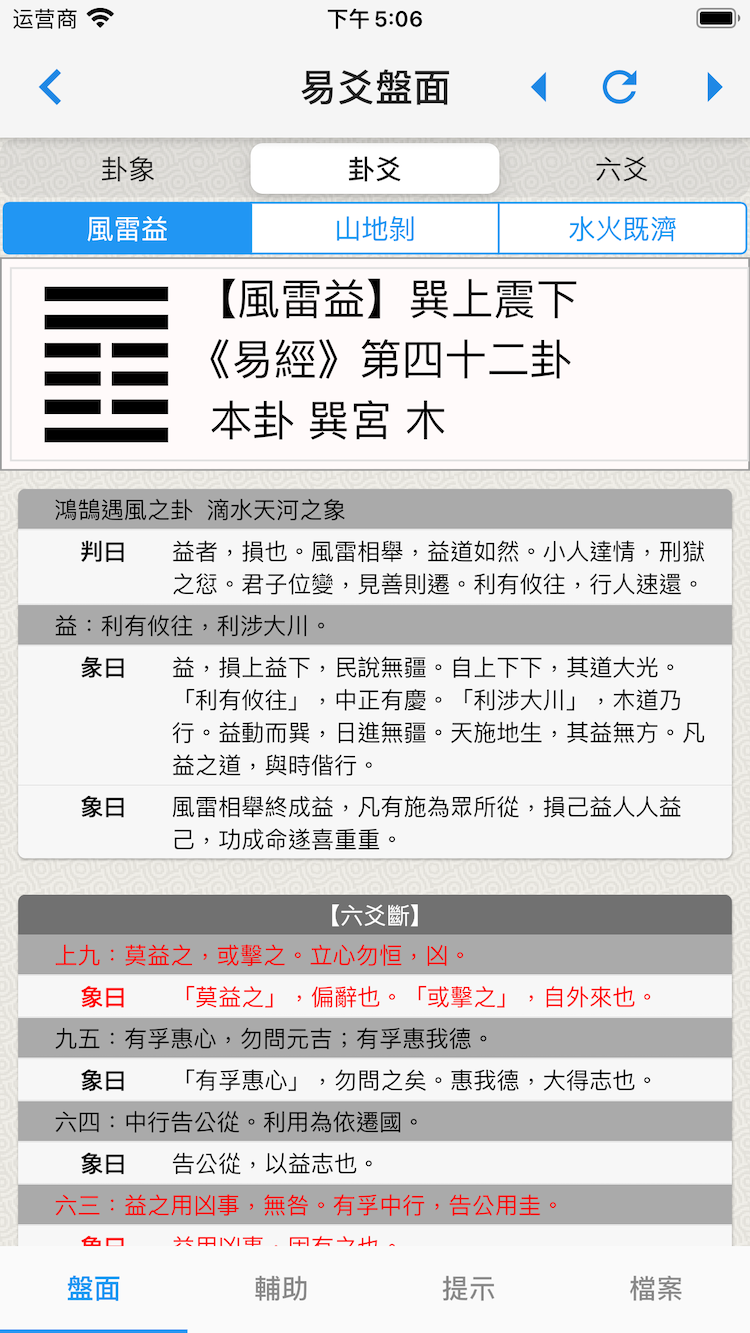 运营商 下午5:06
易爻盤面
卦象 卦爻 六爻
風雷益 山地剝 水火既濟
【風雷益】巽上震下
《易經》第四十二卦
本卦 巽宮 木
鴻鵠遇風之卦 滴水天河之象
判曰 益者，損也。風雷相舉，益道如然。小人達情，刑獄
之愆。君子位變，見善則遷。利有攸往，行人速還。
益：利有攸往，利涉大川。
彖曰 益，損上益下，民說無疆。自上下下，其道大光。
「利有攸往」，中正有慶。「利涉大川」，木道乃
行。益動而巽，日進無疆。天施地生，其益無方。凡
益之道，與時偕行。
象曰 風雷相舉終成益，凡有施為眾所從，損己益人人益
己，功成命遂喜重重。
【六爻斷】
上九：莫益之，或擊之。立心勿恒，凶。
象曰 「莫益之」，偏辭也。「或擊之」，自外來也。
九五：有孚惠心，勿問元吉；有孚惠我德。
象曰 「有孚惠心」，勿問之矣。惠我德，大得志也。
六四：中行告公從。利用為依遷國。
象曰 告公從，以益志也。
六三：益之用凶事，無咎。有孚中行，告公用圭。
象曰 益用凶事，固有之也。
盤面 輔助 提示 檔案